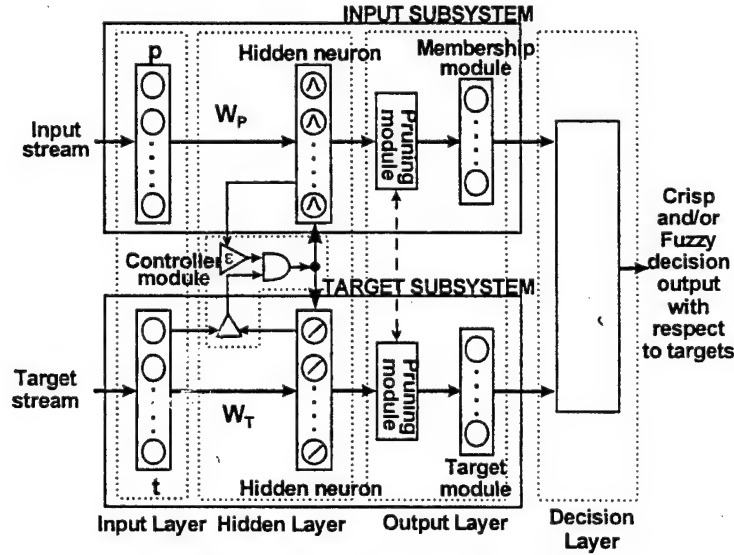 INPUT SUBSYSTEM
p
Hidden neuron
Membership
module
Input
stream
W_P
Pruning
module
Controller
module
ε
Crisp
and/or
Fuzzy
decision
output
with
respect
to targets
TARGET SUBSYSTEM
Target
stream
W_T
Pruning
module
t
Hidden neuron
Target
module
Input Layer
Hidden Layer
Output Layer
Decision
Layer